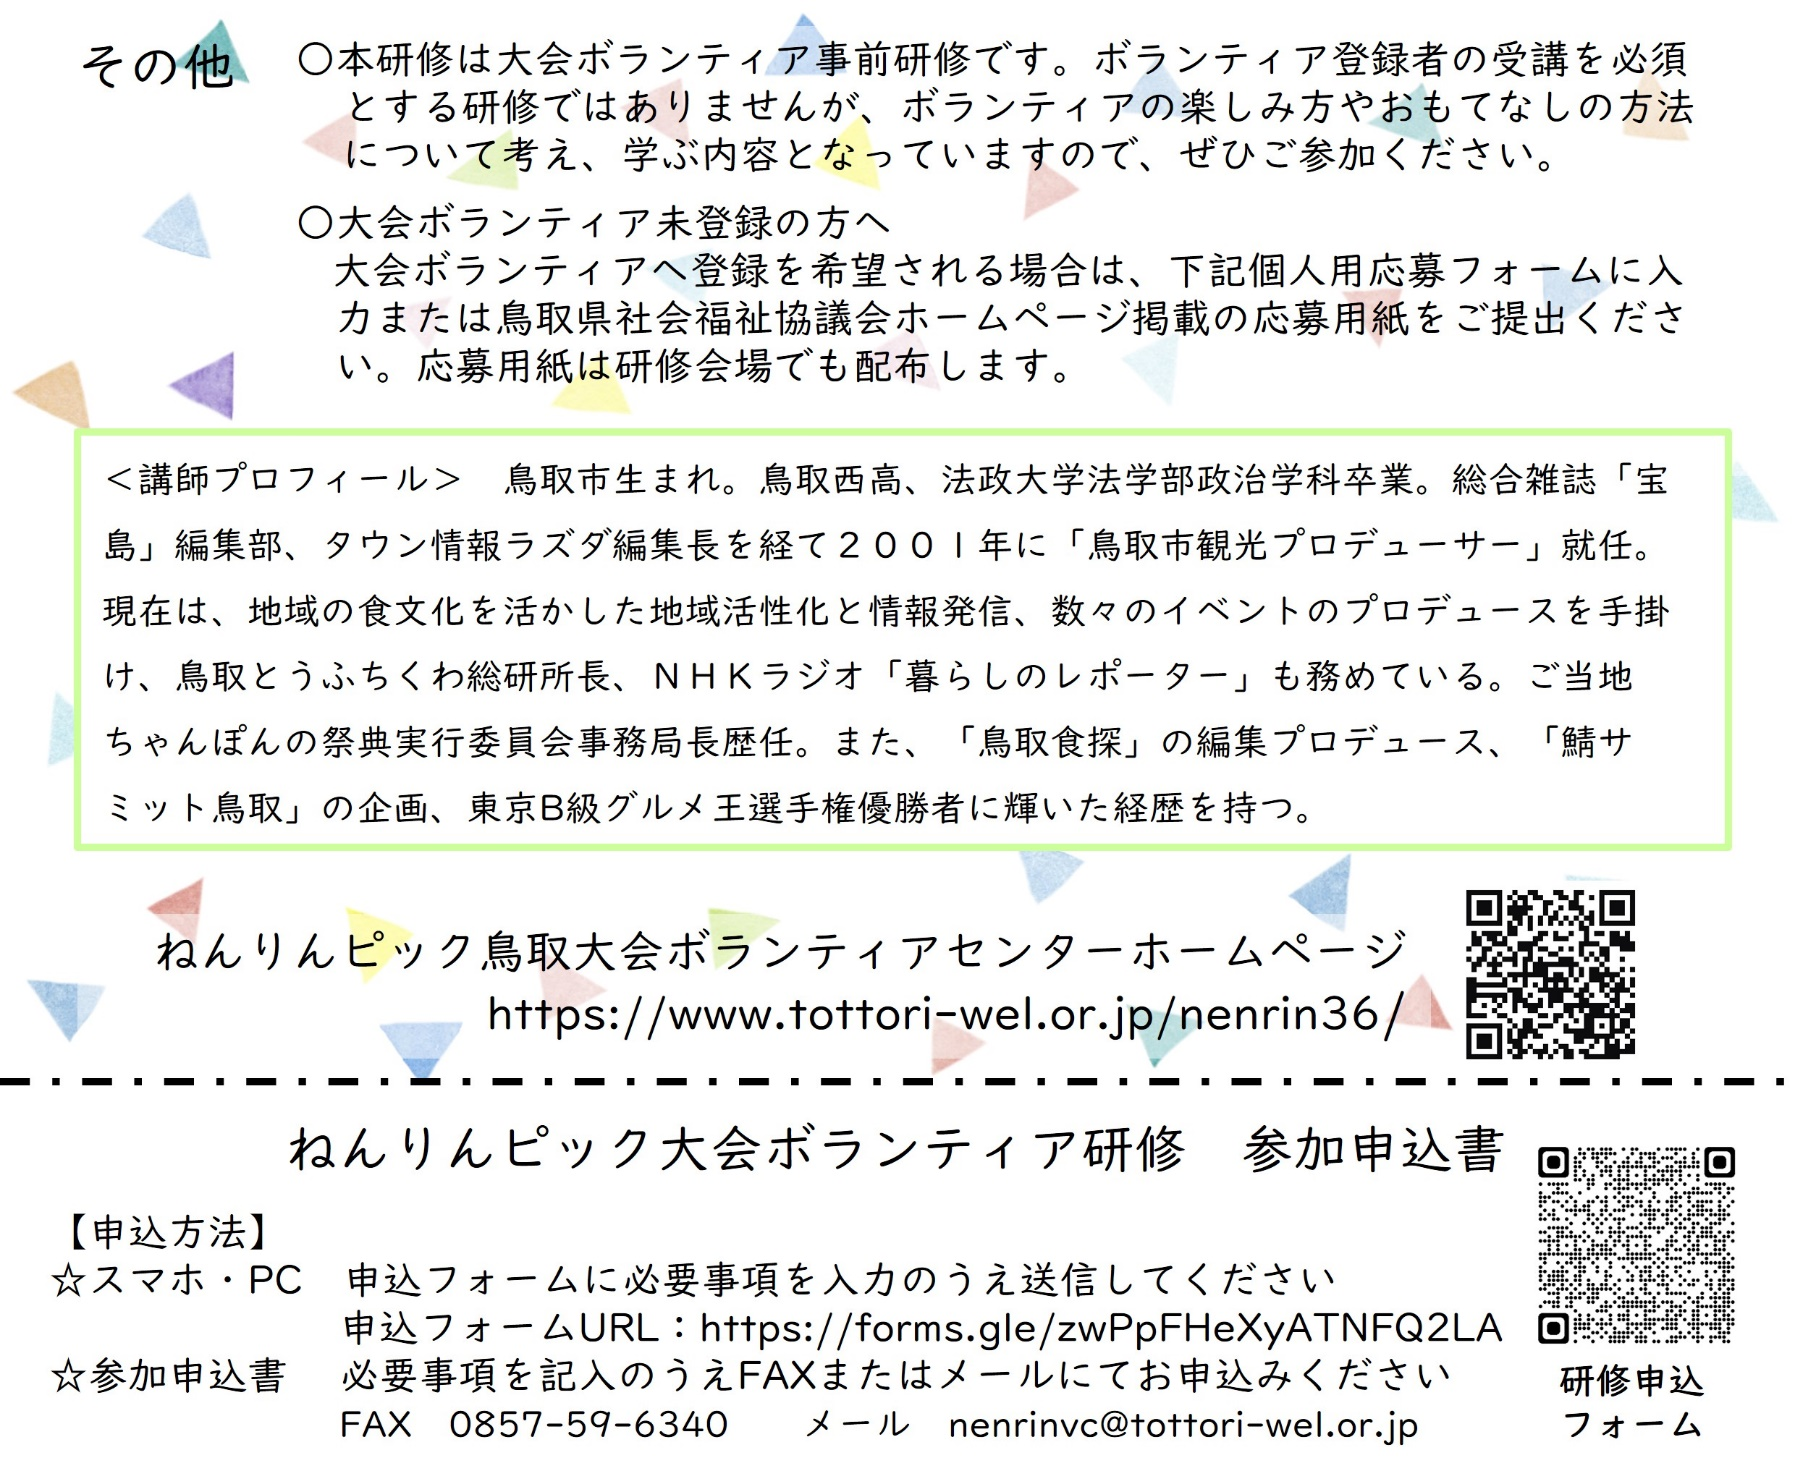 その他
〇本研修は大会ボランティア事前研修です。ボランティア登録者の受講を必須
とする研修ではありませんが、ボランティアの楽しみ方やおもてなしの方法
について考え、学ぶ内容となっていますので、ぜひご参加ください。
〇大会ボランティア未登録の方へ
大会ボランティアへ登録を希望される場合は、下記個人用応募フォームに入
力または鳥取県社会福祉協議会ホームページ掲載の応募用紙をご提出くださ
い。応募用紙は研修会場でも配布します。
＜講師プロフィール＞　鳥取市生まれ。鳥取西高、法政大学法学部政治学科卒業。総合雑誌「宝
島」編集部、タウン情報ラズダ編集長を経て２００１年に「鳥取市観光プロデューサー」就任。
現在は、地域の食文化を活かした地域活性化と情報発信、数々のイベントのプロデュースを手掛
け、鳥取とうふちくわ総研所長、ＮＨＫラジオ「暮らしのレポーター」も務めている。ご当地
ちゃんぽんの祭典実行委員会事務局長歴任。また、「鳥取食探」の編集プロデュース、「鯖サ
ミット鳥取」の企画、東京B級グルメ王選手権優勝者に輝いた経歴を持つ。
ねんりんピック鳥取大会ボランティアセンターホームページ
https://www.tottori-wel.or.jp/nenrin36/
ねんりんピック大会ボランティア研修　参加申込書
【申込方法】
☆スマホ・PC　申込フォームに必要事項を入力のうえ送信してください
申込フォームURL：https://forms.gle/zwPpFHeXyATNFQ2LA
☆参加申込書　必要事項を記入のうえFAXまたはメールにてお申込みください
FAX　0857-59-6340　　メール　nenrinvc@tottori-wel.or.jp
研修申込
フォーム